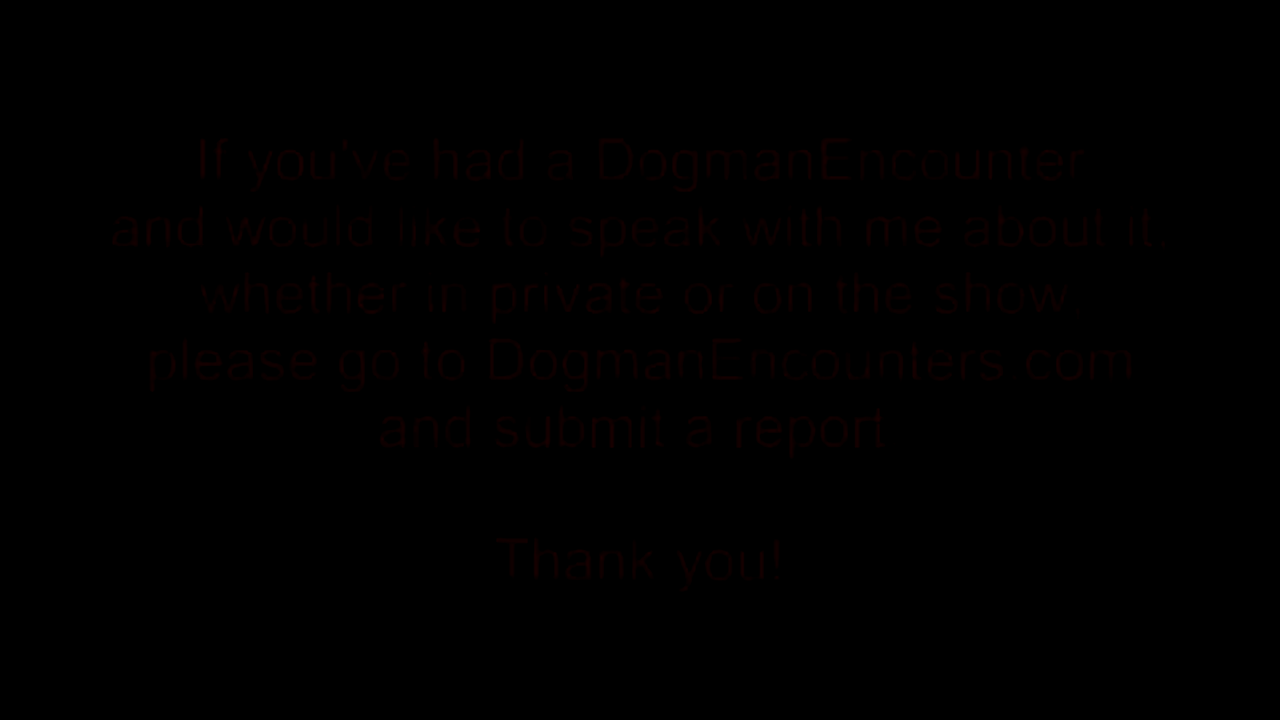 If you've had a DogmanEncounter
and would like to speak with me about it,
whether in private or on the show,
please go to DogmanEncounters.com
and submit a report.
Thank you!